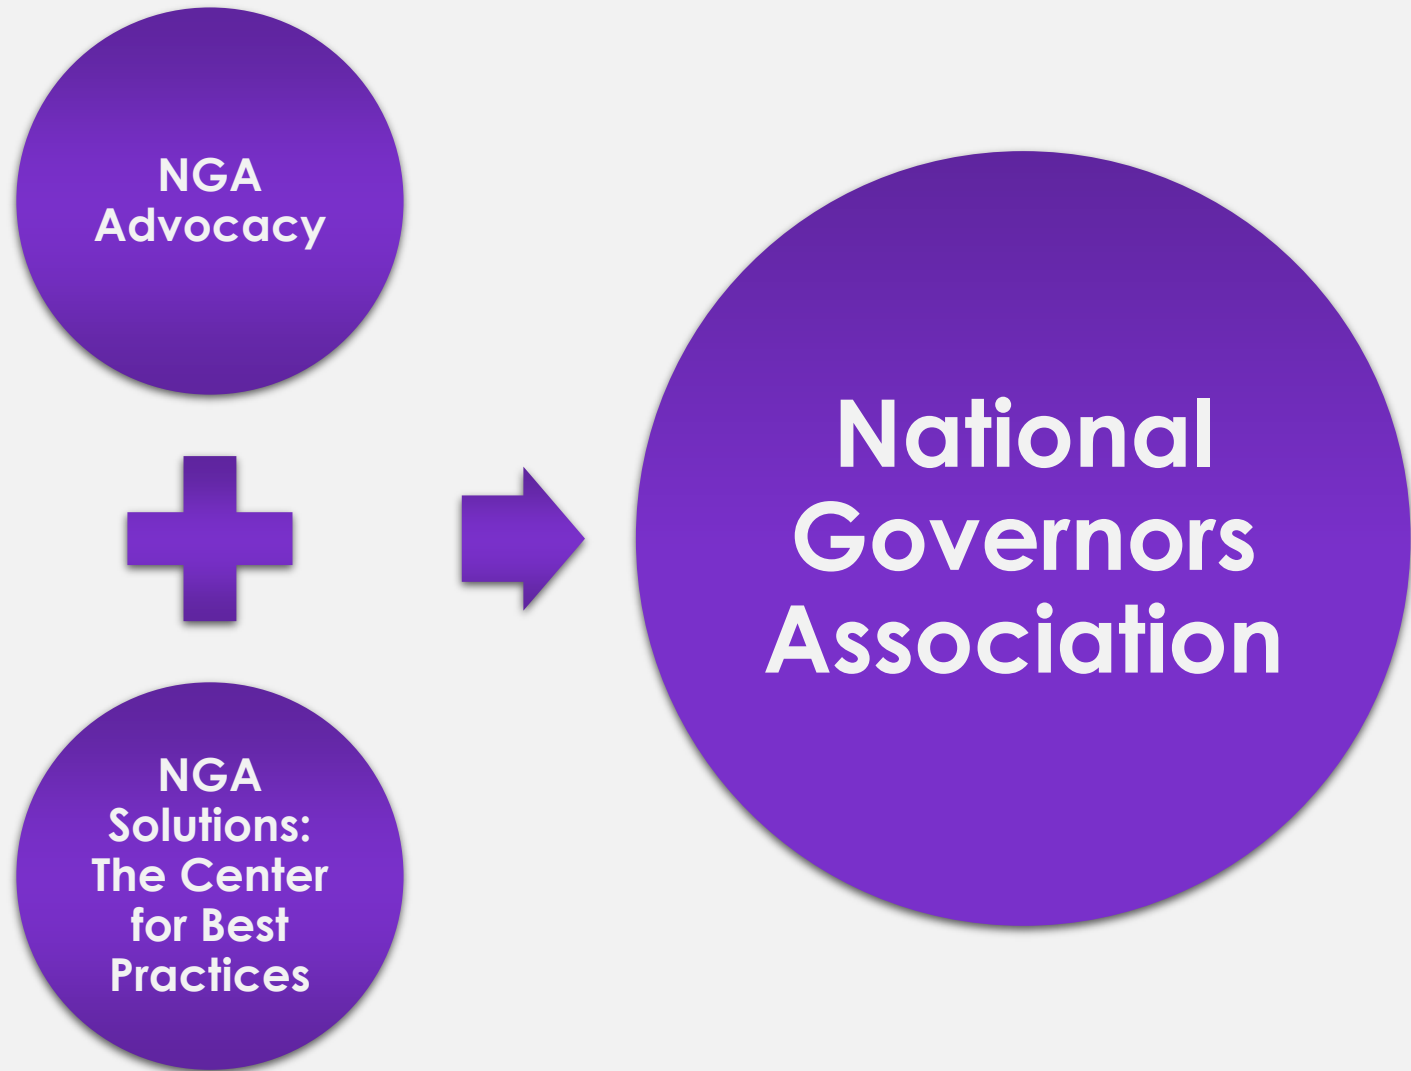 NGA
Advocacy
NGA
Solutions:
The Center
for Best
Practices
National
Governors
Association